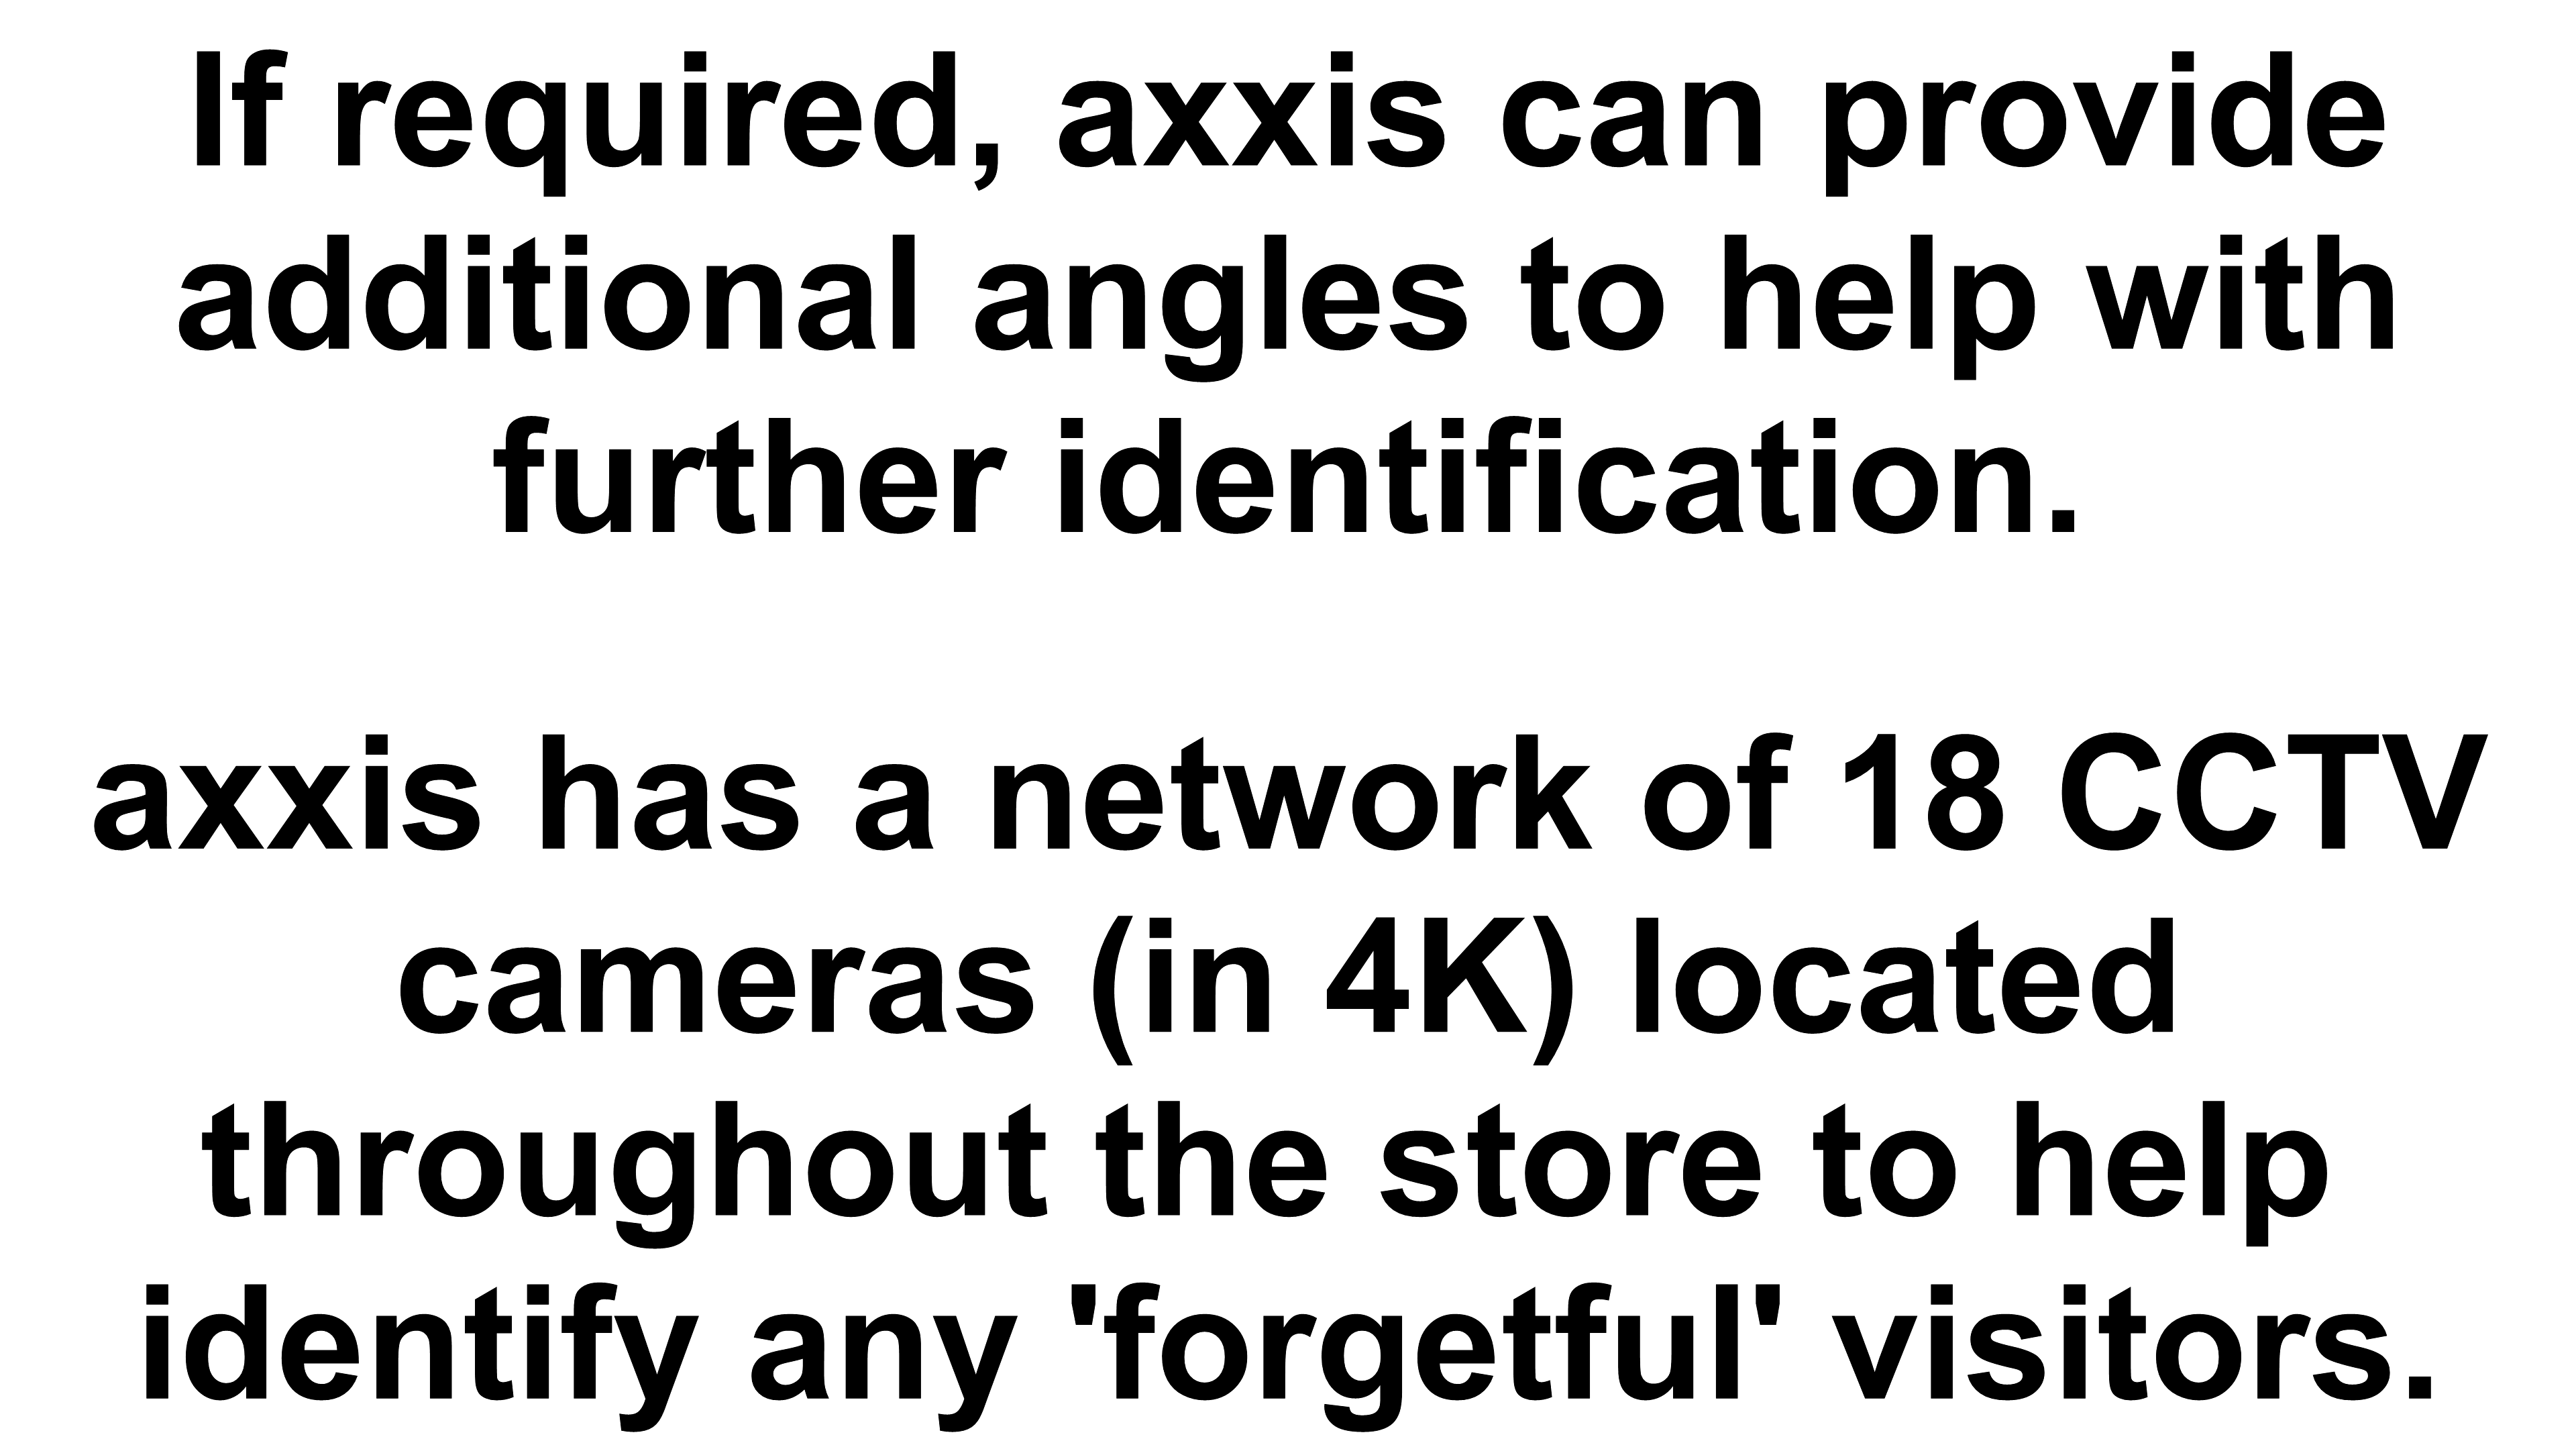 If required, axxis can provide
additional angles to help with
further identification.
axxis has a network of 18 CCTV
cameras (in 4K) located
throughout the store to help
identify any 'forgetful' visitors.